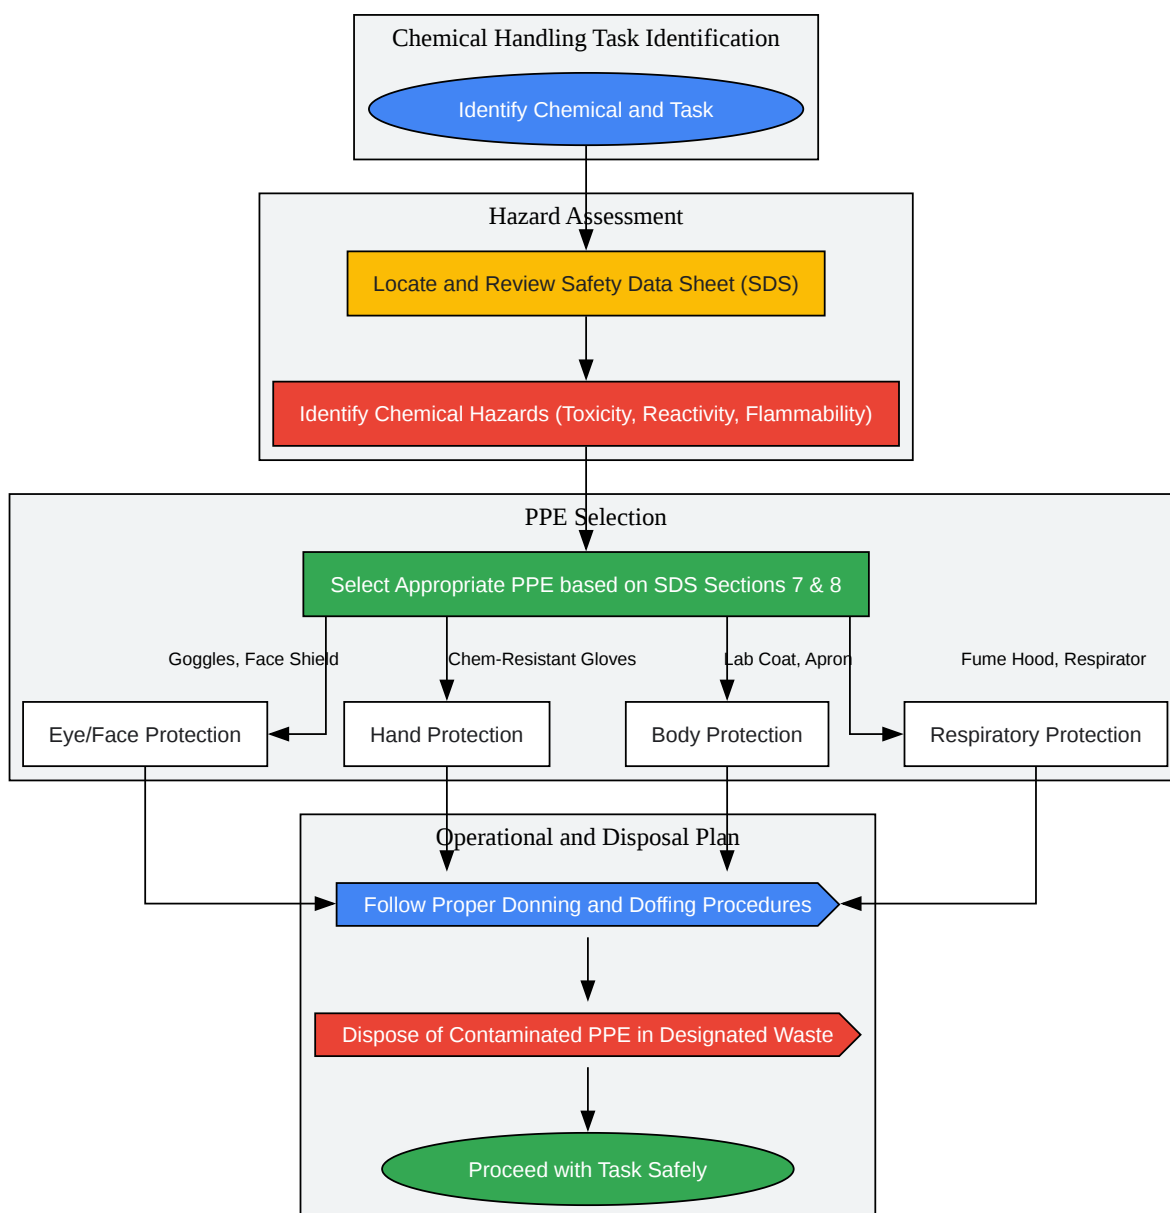 Chemical Handling Task Identification
Identify Chemical and Task
Hazard Assessment
Locate and Review Safety Data Sheet (SDS)
Identify Chemical Hazards (Toxicity, Reactivity, Flammability)
PPE Selection
Select Appropriate PPE based on SDS Sections 7 & 8
Goggles, Face Shield
Chem-Resistant Gloves
Lab Coat, Apron
Fume Hood, Respirator
Eye/Face Protection
Hand Protection
Body Protection
Respiratory Protection
Operational and Disposal Plan
Follow Proper Donning and Doffing Procedures
Dispose of Contaminated PPE in Designated Waste
Proceed with Task Safely